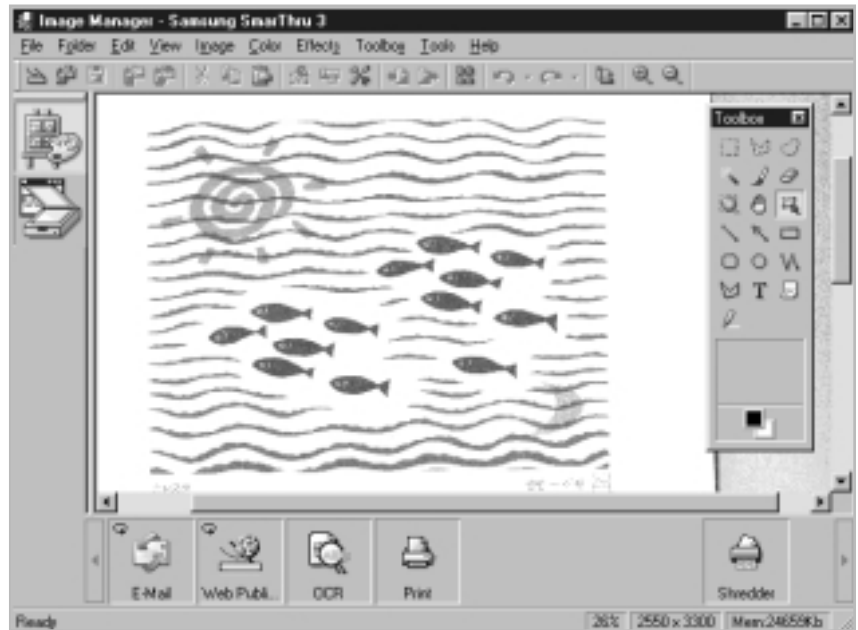 Image Manager - Samsung SmarThru 3
File Folder Edit View Image Color Effects Toolbox Tools Help
Toolbox
T
E-Mail Web Publi... OCR Print Shredder
Ready 26% 2550 x 3300 Mem:24659Kb